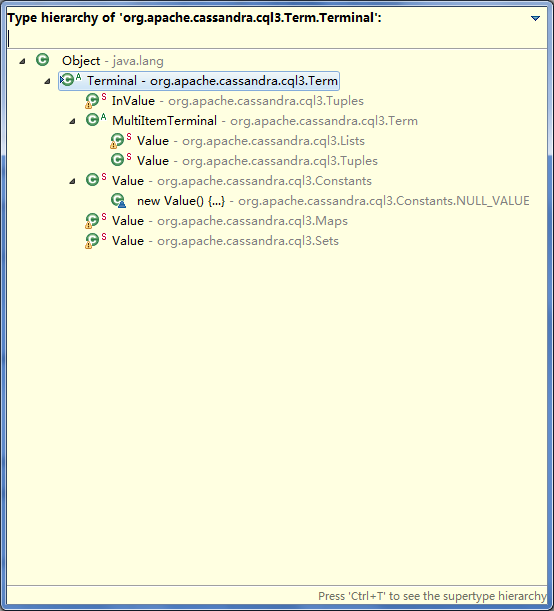 Type hierarchy of 'org.apache.cassandra.cql3.Term.Terminal':
Object - java.lang
Terminal - org.apache.cassandra.cql3.Term
InValue - org.apache.cassandra.cql3.Tuples
MultiItemTerminal - org.apache.cassandra.cql3.Term
Value - org.apache.cassandra.cql3.Lists
Value - org.apache.cassandra.cql3.Tuples
Value - org.apache.cassandra.cql3.Constants
new Value() {...} - org.apache.cassandra.cql3.Constants.NULL_VALUE
Value - org.apache.cassandra.cql3.Maps
Value - org.apache.cassandra.cql3.Sets
Press 'Ctrl+T' to see the supertype hierarchy